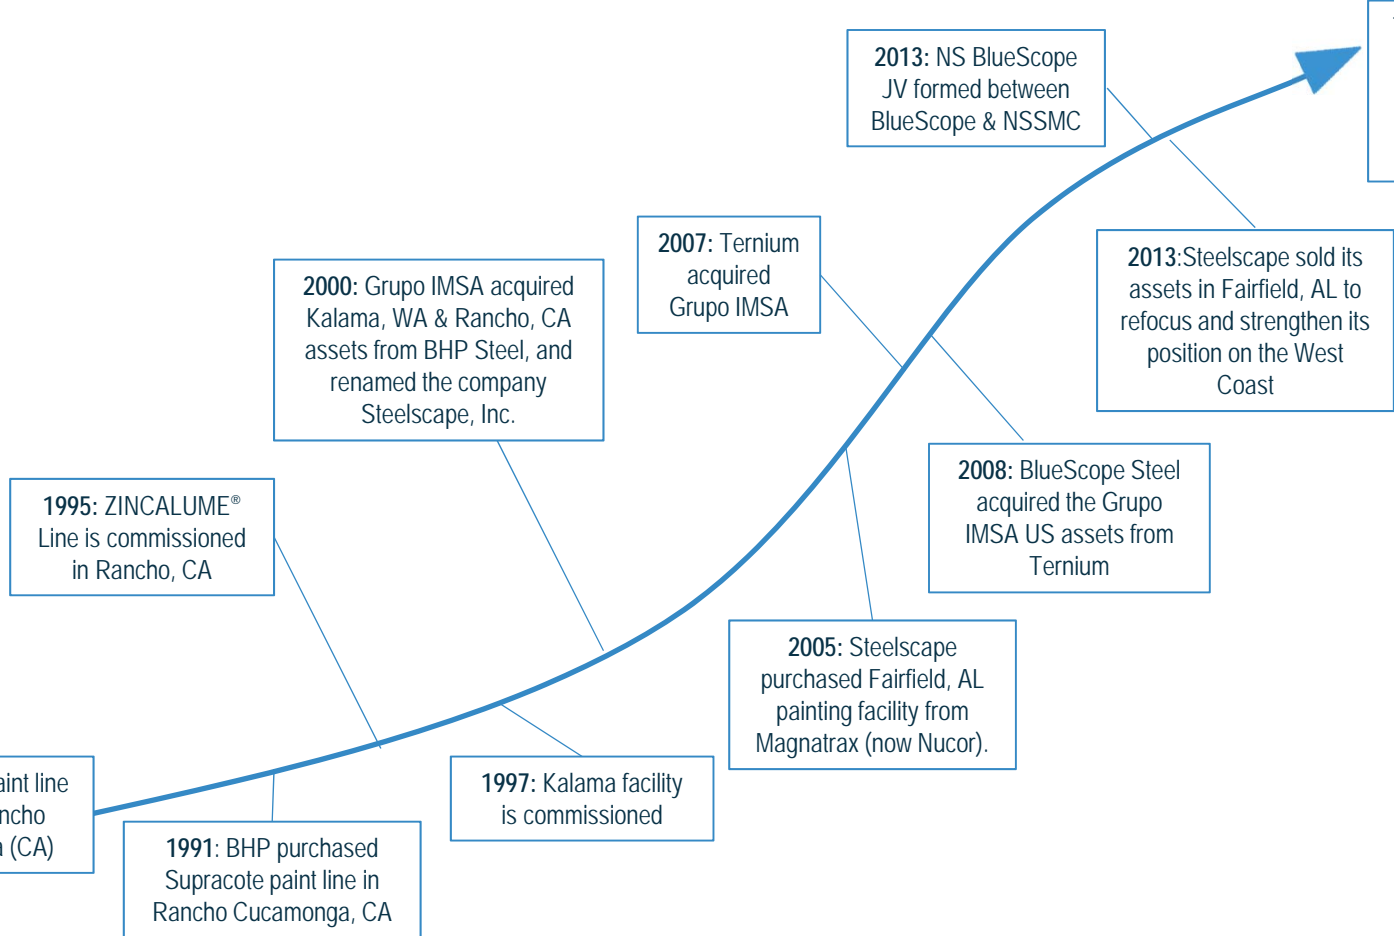 2013: NS BlueScope
JV formed between
BlueScope & NSSMC
2007: Ternium
acquired
Grupo IMSA
2013:Steelscape sold its
assets in Fairfield, AL to
refocus and strengthen its
position on the West
Coast
2000: Grupo IMSA acquired
Kalama, WA & Rancho, CA
assets from BHP Steel, and
renamed the company
Steelscape, Inc.
2008: BlueScope Steel
acquired the Grupo
IMSA US assets from
Ternium
1995: ZINCALUME®
Line is commissioned
in Rancho, CA
2005: Steelscape
purchased Fairfield, AL
painting facility from
Magnatrax (now Nucor).
1997: Kalama facility
is commissioned
aint line
ncho
a (CA)
1991: BHP purchased
Supracote paint line in
Rancho Cucamonga, CA